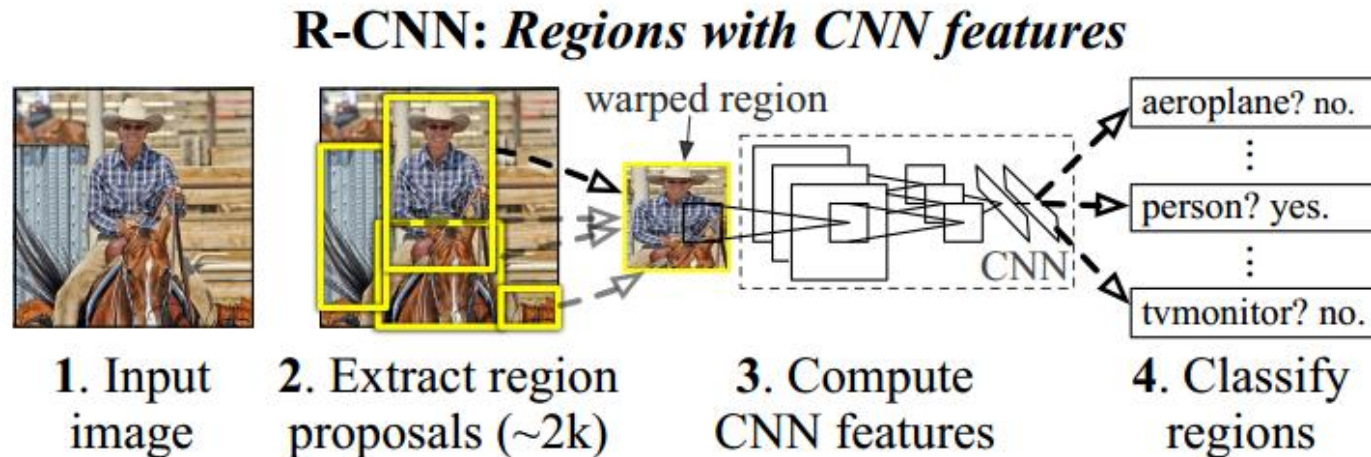 R-CNN: Regions with CNN features
warped region
aeroplane? no.
⋮
person? yes.
⋮
tvmonitor? no.
CNN
1. Input
image
2. Extract region
proposals (~2k)
3. Compute
CNN features
4. Classify
regions